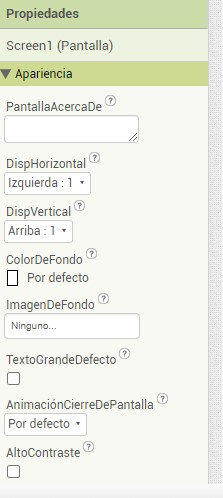 Propiedades
Screen1 (Pantalla)
Apariencia
PantallaAcercaDe ?
DispHorizontal ?
Izquierda : 1
DispVertical ?
Arriba : 1
ColorDeFondo ?
Por defecto
ImagenDeFondo ?
Ninguno...
TextoGrandeDefecto ?
AnimaciónCierreDePantalla ?
Por defecto
AltoContraste ?